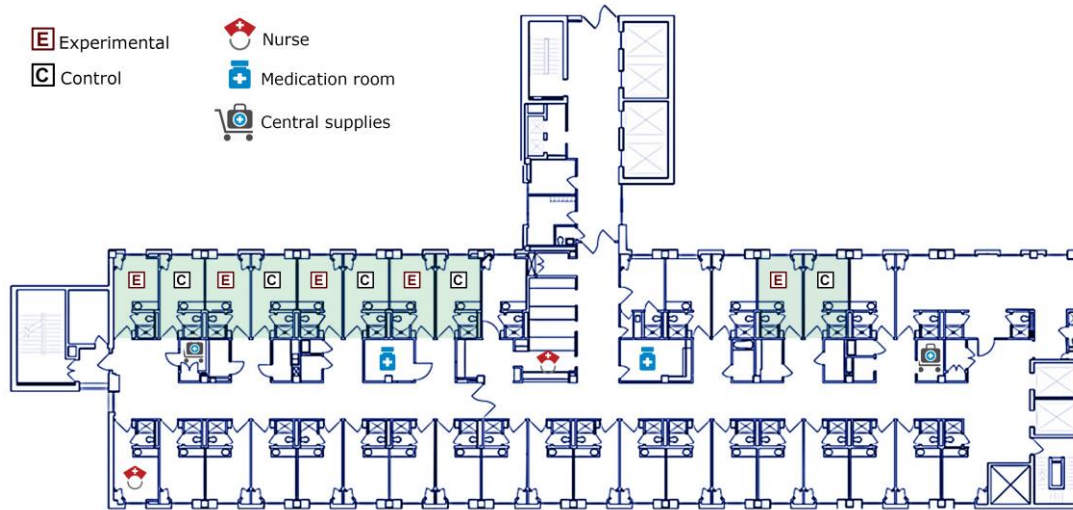 E Experimental
C Control
Nurse
Medication room
Central supplies
E C E C E C E C
E C